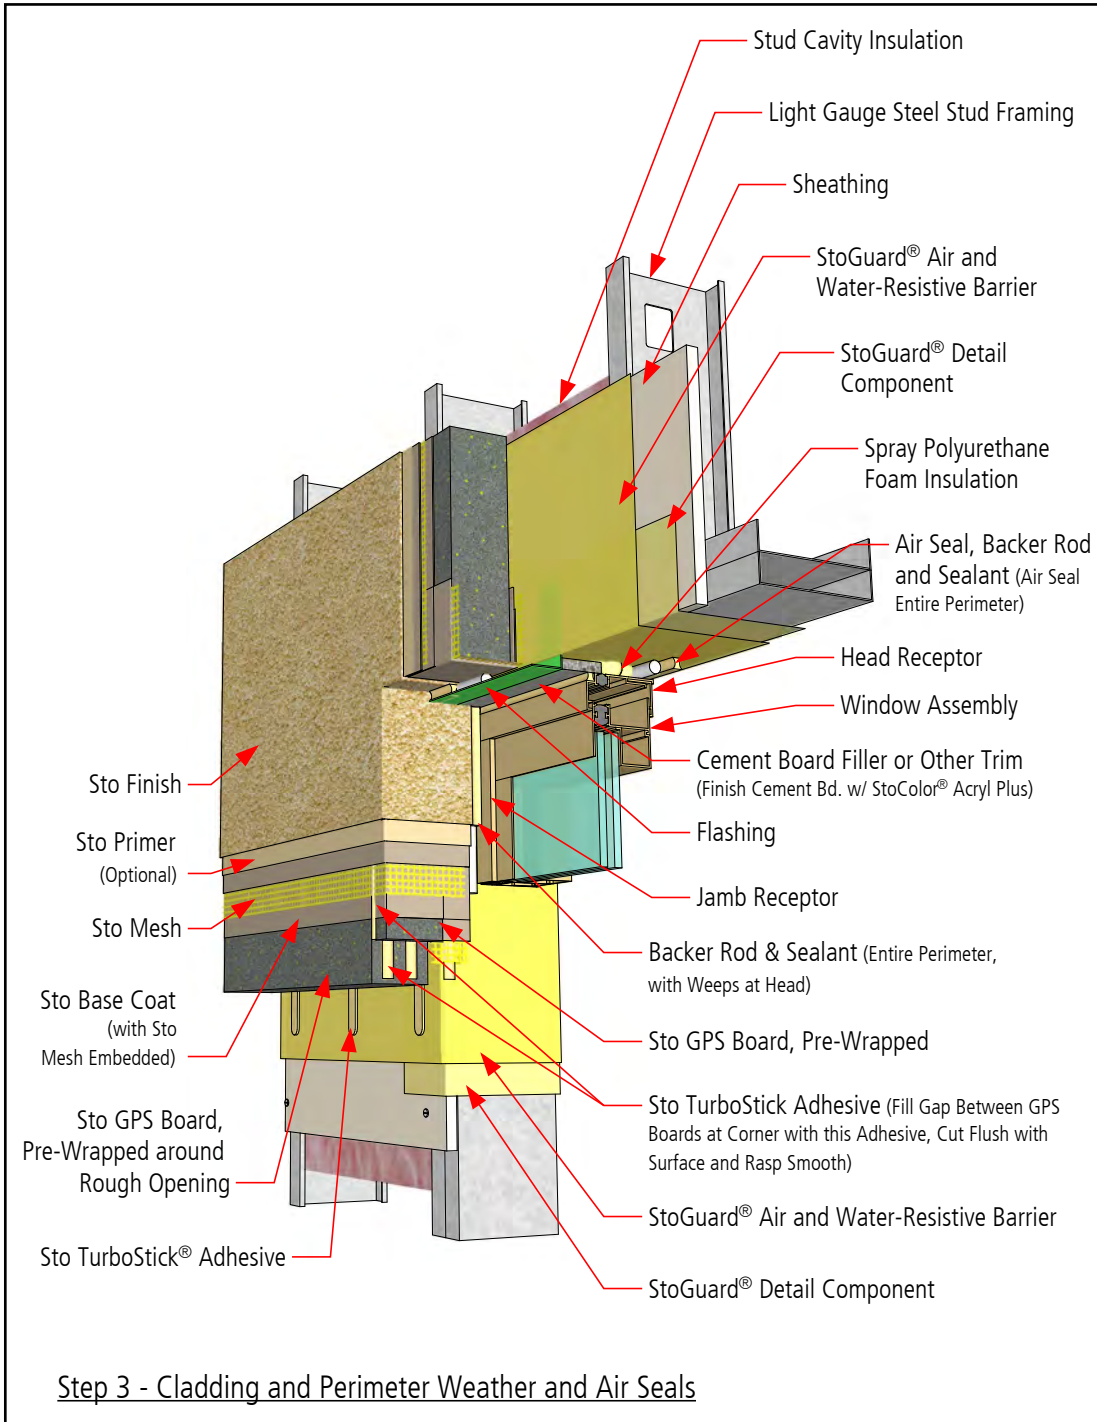 Stud Cavity Insulation
Light Gauge Steel Stud Framing
Sheathing
StoGuard® Air and
Water-Resistive Barrier
StoGuard® Detail
Component
Spray Polyurethane
Foam Insulation
Air Seal, Backer Rod
and Sealant (Air Seal
Entire Perimeter)
Head Receptor
Window Assembly
Cement Board Filler or Other Trim
(Finish Cement Bd. w/ StoColor® Acryl Plus)
Flashing
Jamb Receptor
Backer Rod & Sealant (Entire Perimeter,
with Weeps at Head)
Sto GPS Board, Pre-Wrapped
Sto TurboStick Adhesive (Fill Gap Between GPS
Boards at Corner with this Adhesive, Cut Flush with
Surface and Rasp Smooth)
StoGuard® Air and Water-Resistive Barrier
StoGuard® Detail Component
Sto Finish
Sto Primer
(Optional)
Sto Mesh
Sto Base Coat
(with Sto
Mesh Embedded)
Sto GPS Board,
Pre-Wrapped around
Rough Opening
Sto TurboStick® Adhesive
Step 3 - Cladding and Perimeter Weather and Air Seals